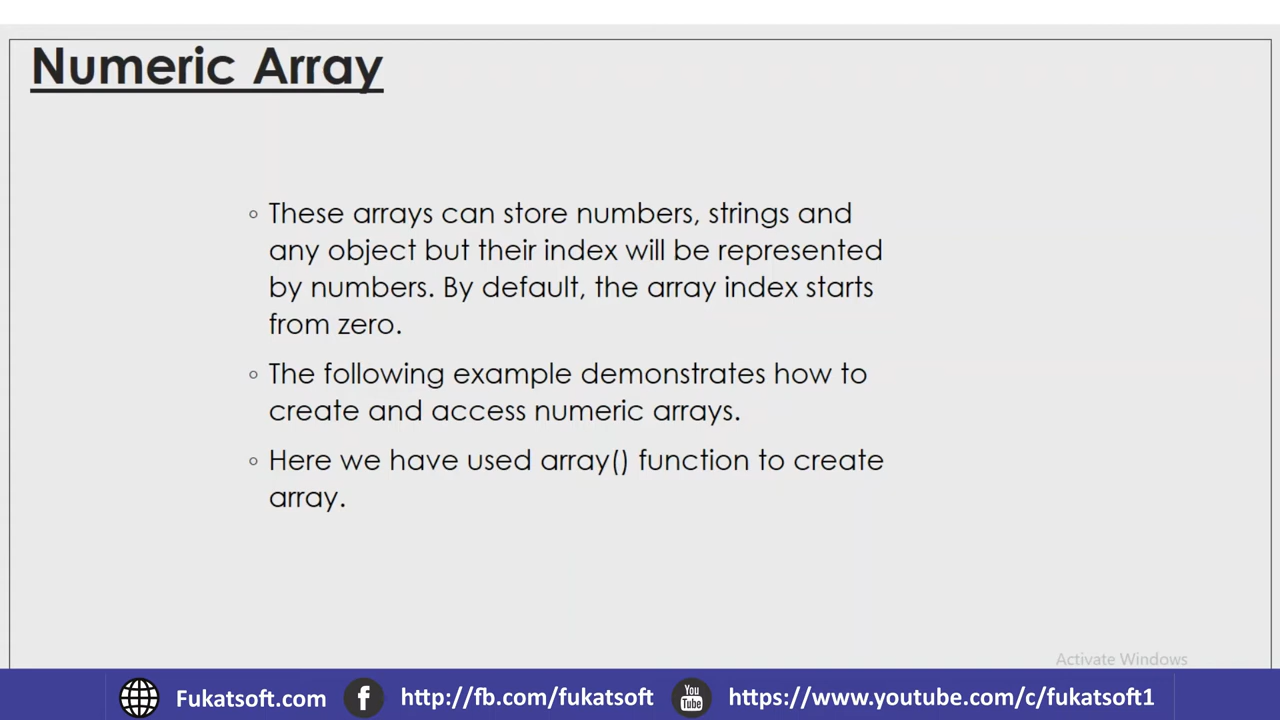 Numeric Array
◦ These arrays can store numbers, strings and
any object but their index will be represented
by numbers. By default, the array index starts
from zero.
◦ The following example demonstrates how to
create and access numeric arrays.
◦ Here we have used array() function to create
array.
Activate Windows
Fukatsoft.com f http://fb.com/fukatsoft You Tube https://www.youtube.com/c/fukatsoft1